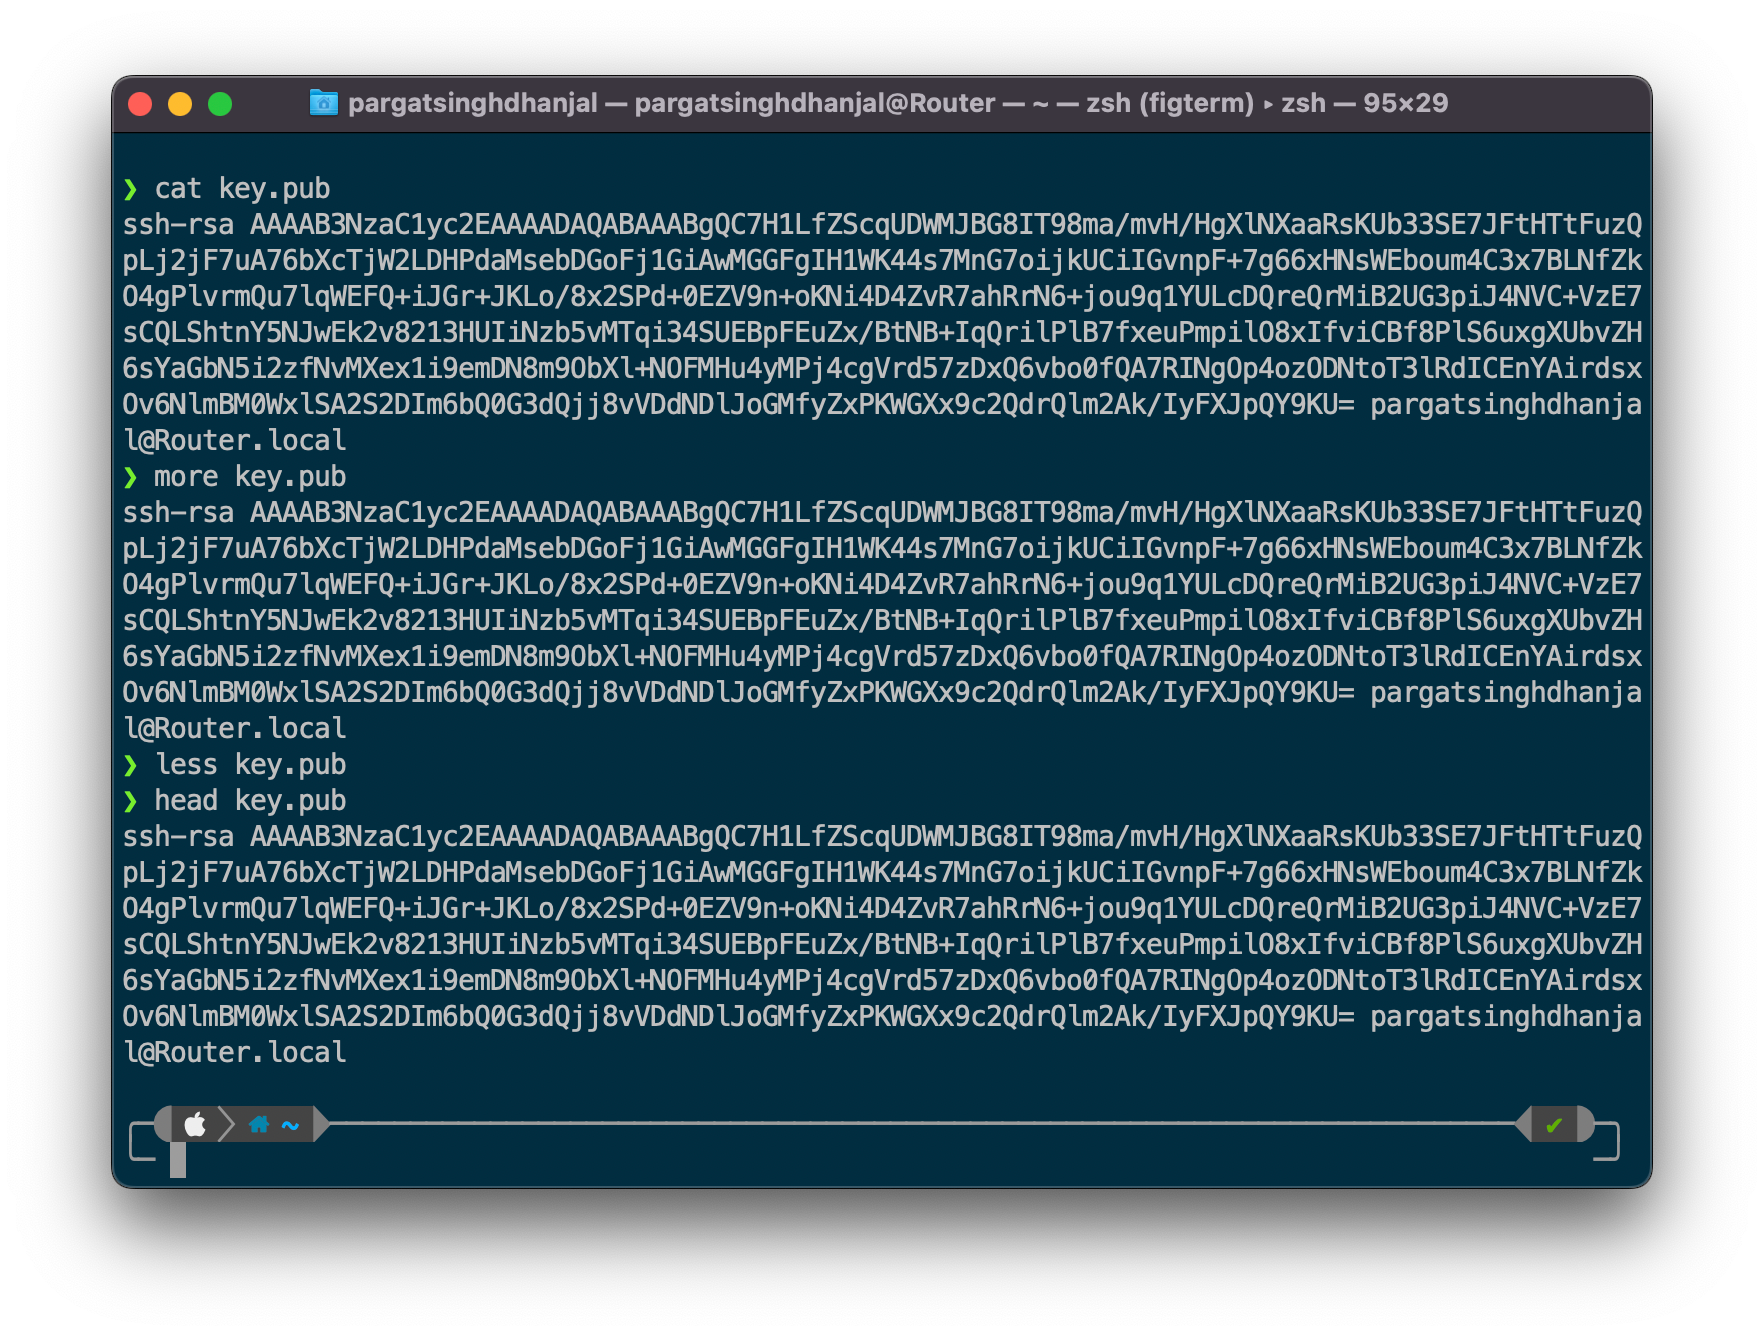 pargatsinghdhanjal — pargatsinghdhanjal@Router — ~ — zsh (figterm) ▸ zsh — 95×29
❯ cat key.pub
ssh-rsa AAAAB3NzaC1yc2EAAAADAQABAAABgQC7H1LfZScqUDWMJBG8IT98ma/mvH/HgXlNXaaRsKUb33SE7JFtHTtFuzQ
pLj2jF7uA76bXcTjW2LDHPdaMsebDGoFj1GiAwMGGFgIH1WK44s7MnG7oijkUCiIGvnpF+7g66xHNsWEboum4C3x7BLNfZk
O4gPlvrmQu7lqWEFQ+iJGr+JKLo/8x2SPd+0EZV9n+oKNi4D4ZvR7ahRrN6+jou9q1YULcDQreQrMiB2UG3piJ4NVC+VzE7
sCQLShtnY5NJwEk2v8213HUIiNzb5vMTqi34SUEBpFEuZx/BtNB+IqQrilPlB7fxeuPmpilO8xIfviCBf8PlS6uxgXUbvZH
6sYaGbN5i2zfNvMXex1i9emDN8m9ObXl+NOFMHu4yMPj4cgVrd57zDxQ6vbo0fQA7RINgOp4ozODNtoT3lRdICEnYAirdsx
Ov6NlmBM0WxlSA2S2DIm6bQ0G3dQjj8vVDdNDlJoGMfyZxPKWGXx9c2QdrQlm2Ak/IyFXJpQY9KU= pargatsinghdhanja
l@Router.local
❯ more key.pub
ssh-rsa AAAAB3NzaC1yc2EAAAADAQABAAABgQC7H1LfZScqUDWMJBG8IT98ma/mvH/HgXlNXaaRsKUb33SE7JFtHTtFuzQ
pLj2jF7uA76bXcTjW2LDHPdaMsebDGoFj1GiAwMGGFgIH1WK44s7MnG7oijkUCiIGvnpF+7g66xHNsWEboum4C3x7BLNfZk
O4gPlvrmQu7lqWEFQ+iJGr+JKLo/8x2SPd+0EZV9n+oKNi4D4ZvR7ahRrN6+jou9q1YULcDQreQrMiB2UG3piJ4NVC+VzE7
sCQLShtnY5NJwEk2v8213HUIiNzb5vMTqi34SUEBpFEuZx/BtNB+IqQrilPlB7fxeuPmpilO8xIfviCBf8PlS6uxgXUbvZH
6sYaGbN5i2zfNvMXex1i9emDN8m9ObXl+NOFMHu4yMPj4cgVrd57zDxQ6vbo0fQA7RINgOp4ozODNtoT3lRdICEnYAirdsx
Ov6NlmBM0WxlSA2S2DIm6bQ0G3dQjj8vVDdNDlJoGMfyZxPKWGXx9c2QdrQlm2Ak/IyFXJpQY9KU= pargatsinghdhanja
l@Router.local
❯ less key.pub
❯ head key.pub
ssh-rsa AAAAB3NzaC1yc2EAAAADAQABAAABgQC7H1LfZScqUDWMJBG8IT98ma/mvH/HgXlNXaaRsKUb33SE7JFtHTtFuzQ
pLj2jF7uA76bXcTjW2LDHPdaMsebDGoFj1GiAwMGGFgIH1WK44s7MnG7oijkUCiIGvnpF+7g66xHNsWEboum4C3x7BLNfZk
O4gPlvrmQu7lqWEFQ+iJGr+JKLo/8x2SPd+0EZV9n+oKNi4D4ZvR7ahRrN6+jou9q1YULcDQreQrMiB2UG3piJ4NVC+VzE7
sCQLShtnY5NJwEk2v8213HUIiNzb5vMTqi34SUEBpFEuZx/BtNB+IqQrilPlB7fxeuPmpilO8xIfviCBf8PlS6uxgXUbvZH
6sYaGbN5i2zfNvMXex1i9emDN8m9ObXl+NOFMHu4yMPj4cgVrd57zDxQ6vbo0fQA7RINgOp4ozODNtoT3lRdICEnYAirdsx
Ov6NlmBM0WxlSA2S2DIm6bQ0G3dQjj8vVDdNDlJoGMfyZxPKWGXx9c2QdrQlm2Ak/IyFXJpQY9KU= pargatsinghdhanja
l@Router.local
~ ✔